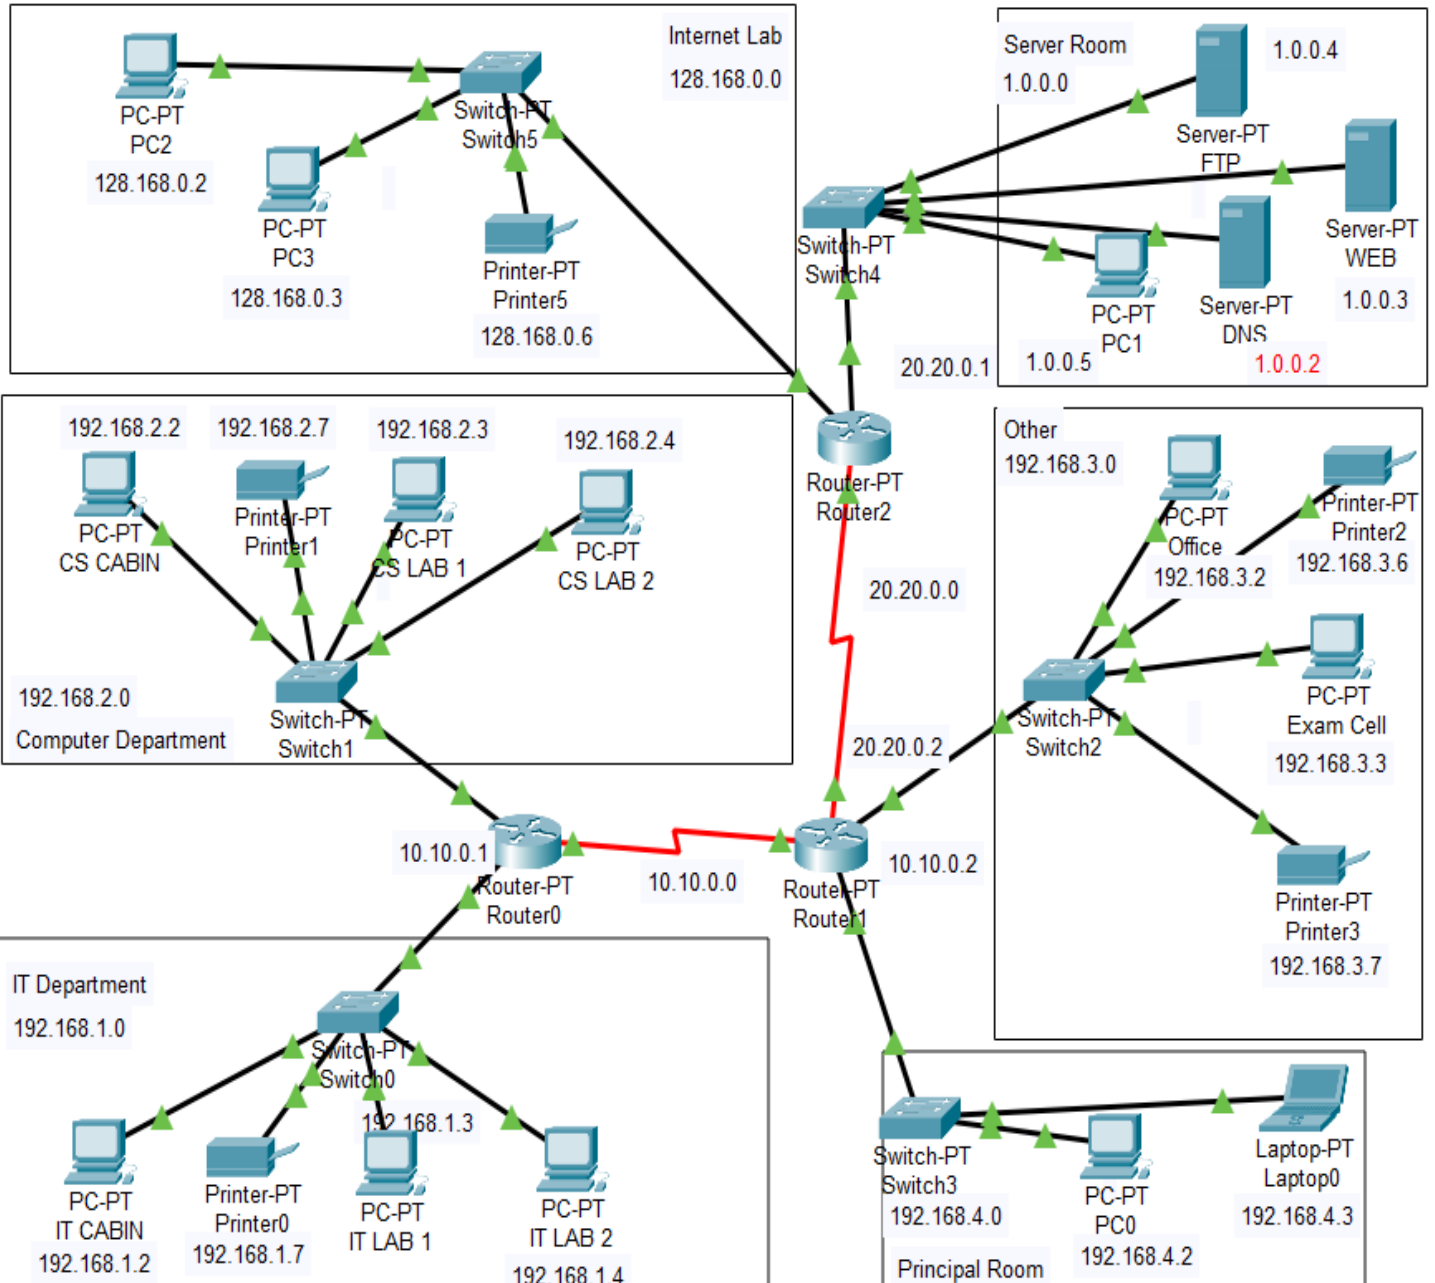 Internet Lab
128.168.0.0
PC-PT
PC2
128.168.0.2
Switch-PT
Switch5
PC-PT
PC3
128.168.0.3
Printer-PT
Printer5
128.168.0.6
Server Room
1.0.0.0
1.0.0.4
Server-PT
FTP
Server-PT
WEB
1.0.0.3
Switch-PT
Switch4
PC-PT
PC1
1.0.0.5
Server-PT
DNS
1.0.0.2
20.20.0.1
Router-PT
Router2
20.20.0.0
20.20.0.2
192.168.2.2
192.168.2.7
192.168.2.3
192.168.2.4
PC-PT
CS CABIN
Printer-PT
Printer1
PC-PT
CS LAB 1
PC-PT
CS LAB 2
192.168.2.0
Computer Department
Switch-PT
Switch1
Other
192.168.3.0
PC-PT
Office
192.168.3.2
Printer-PT
Printer2
192.168.3.6
Switch-PT
Switch2
PC-PT
Exam Cell
192.168.3.3
Printer-PT
Printer3
192.168.3.7
10.10.0.1
Router-PT
Router0
10.10.0.0
Router-PT
Router1
10.10.0.2
IT Department
192.168.1.0
Switch-PT
Switch0
192.168.1.3
PC-PT
IT CABIN
192.168.1.2
Printer-PT
Printer0
192.168.1.7
PC-PT
IT LAB 1
PC-PT
IT LAB 2
192.168.1.4
Switch-PT
Switch3
192.168.4.0
Principal Room
PC-PT
PC0
192.168.4.2
Laptop-PT
Laptop0
192.168.4.3